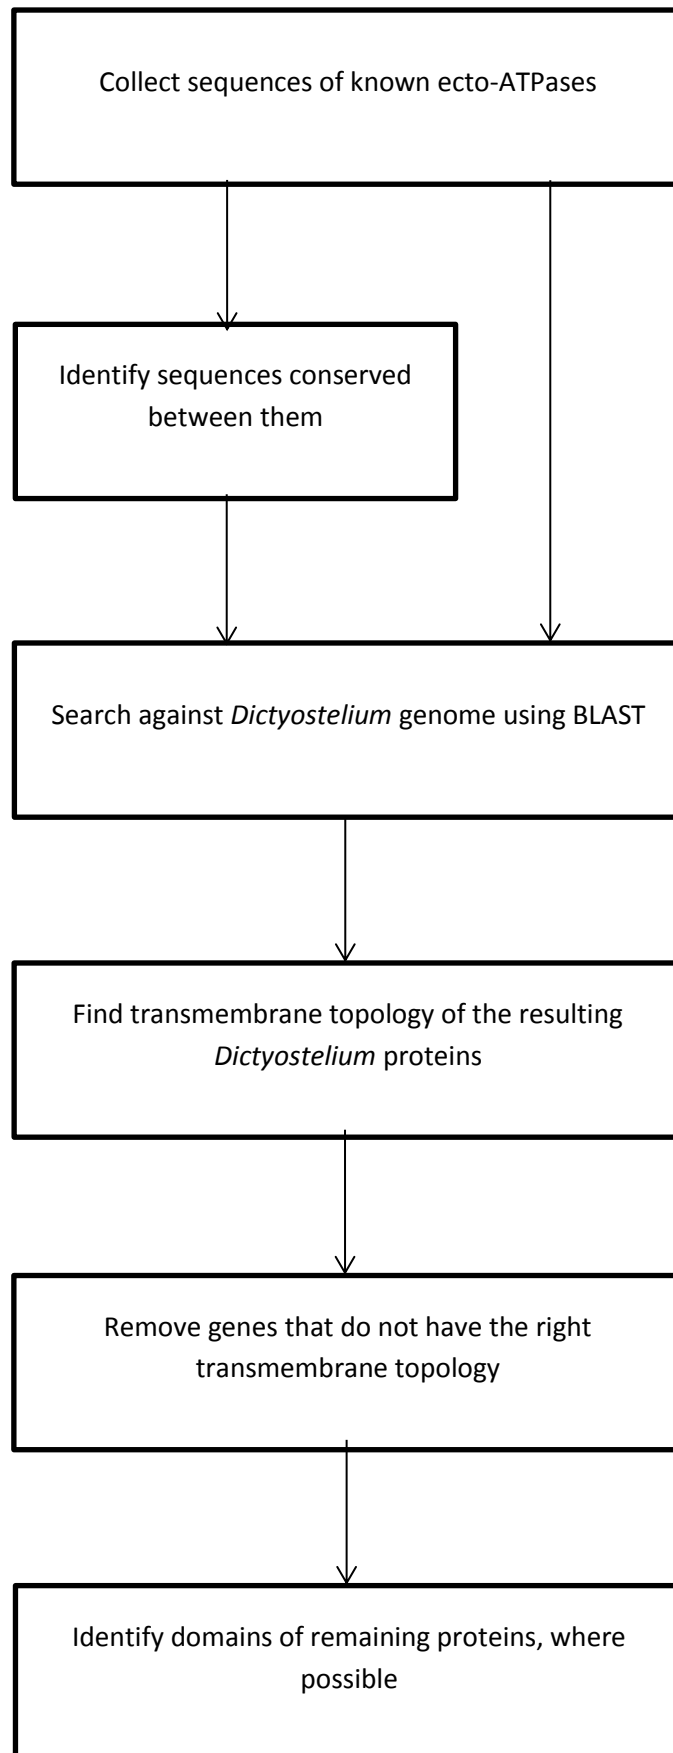 Collect sequences of known ecto-ATPases
Identify sequences conserved
between them
Search against Dictyostelium genome using BLAST
Find transmembrane topology of the resulting
Dictyostelium proteins
Remove genes that do not have the right
transmembrane topology
Identify domains of remaining proteins, where
possible